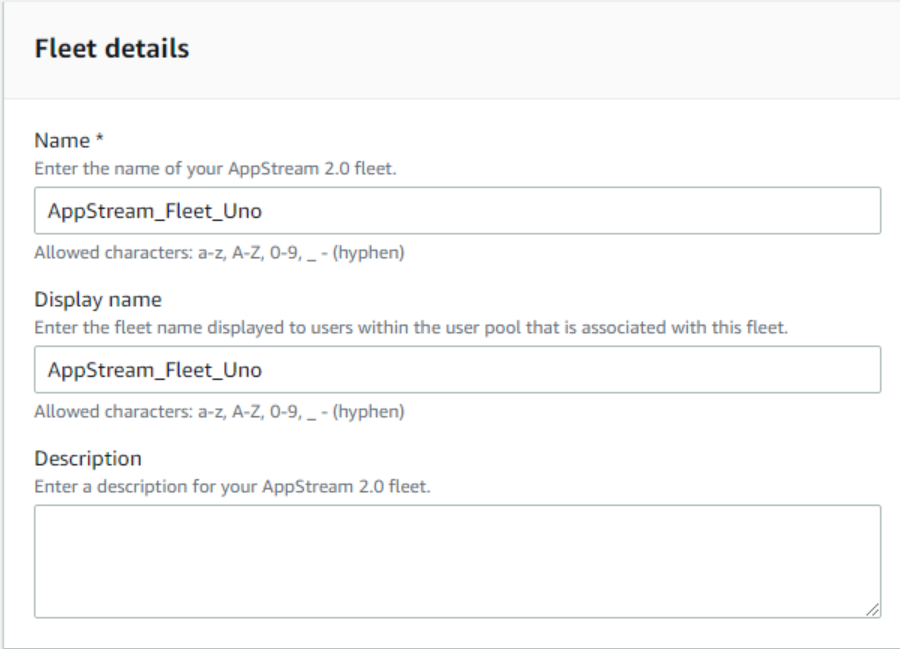 Fleet details
Name *
Enter the name of your AppStream 2.0 fleet.
AppStream_Fleet_Uno
Allowed characters: a-z, A-Z, 0-9, _ - (hyphen)
Display name
Enter the fleet name displayed to users within the user pool that is associated with this fleet.
AppStream_Fleet_Uno
Allowed characters: a-z, A-Z, 0-9, _ - (hyphen)
Description
Enter a description for your AppStream 2.0 fleet.